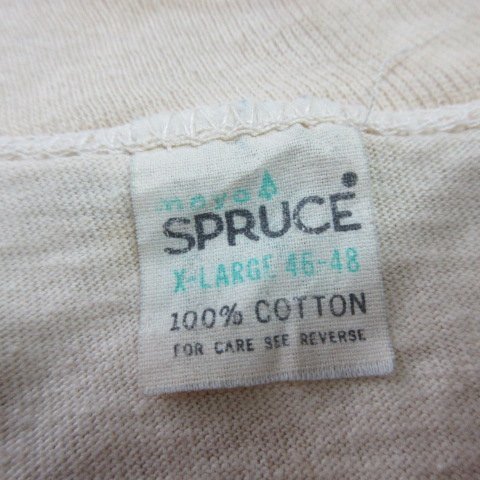 mayo
SPRUCE
X-LARGE 46-48
100% COTTON
FOR CARE SEE REVERSE